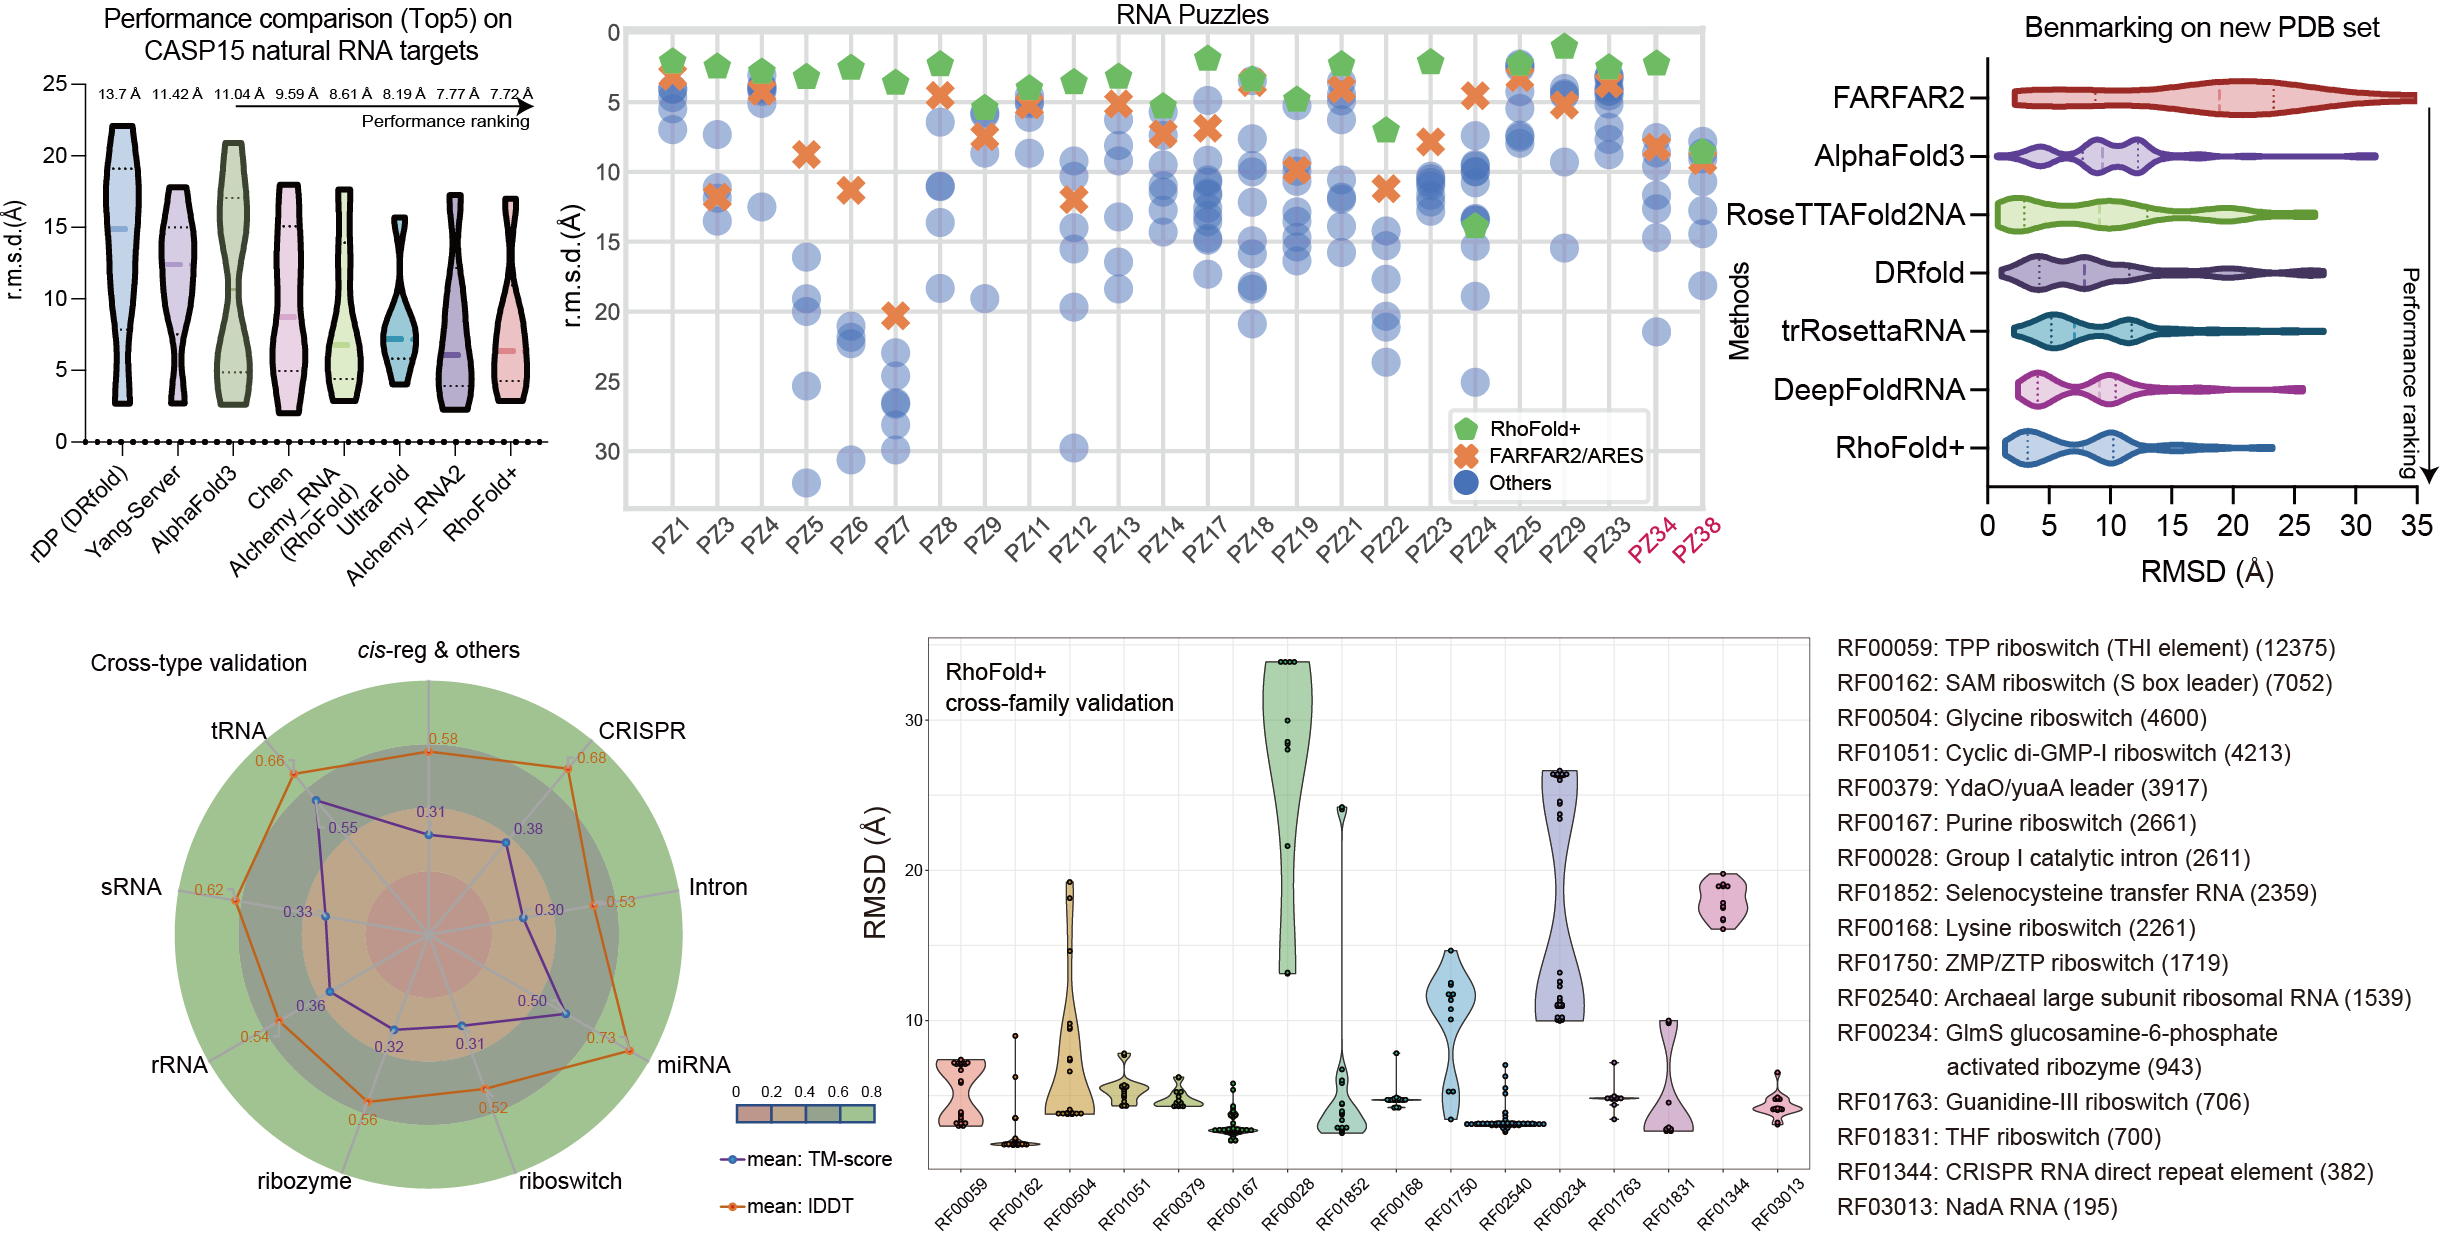 Performance comparison (Top5) on
CASP15 natural RNA targets
13.7 Å 11.42 Å 11.04 Å 9.59 Å 8.61 Å 8.19 Å 7.77 Å 7.72 Å
Performance ranking
r.m.s.d.(Å)
25
20
15
10
5
0
rDP (DRfold)
Yang-Server
AlphaFold3
Chen
Alchemy_RNA
(RhoFold)
UltraFold
Alchemy_RNA2
RhoFold+
RNA Puzzles
r.m.s.d.(Å)
0
5
10
15
20
25
30
RhoFold+
FARFAR2/ARES
Others
PZ1
PZ3
PZ4
PZ5
PZ6
PZ7
PZ8
PZ9
PZ11
PZ12
PZ13
PZ14
PZ17
PZ18
PZ19
PZ21
PZ22
PZ23
PZ24
PZ25
PZ29
PZ33
PZ34
PZ38
Benmarking on new PDB set
Methods
FARFAR2
AlphaFold3
RoseTTAFold2NA
DRfold
trRosettaRNA
DeepFoldRNA
RhoFold+
Performance ranking
0 5 10 15 20 25 30 35
RMSD (Å)
Cross-type validation
cis-reg & others
CRISPR
Intron
miRNA
riboswitch
ribozyme
rRNA
sRNA
tRNA
0.58
0.68
0.53
0.73
0.52
0.56
0.54
0.62
0.66
0.31
0.38
0.30
0.50
0.31
0.32
0.36
0.33
0.55
0 0.2 0.4 0.6 0.8
mean: TM-score
mean: lDDT
RhoFold+
cross-family validation
RMSD (Å)
30
20
10
RF00059
RF00162
RF00504
RF01051
RF00379
RF00167
RF00028
RF01852
RF00168
RF01750
RF02540
RF00234
RF01763
RF01831
RF01344
RF03013
RF00059: TPP riboswitch (THI element) (12375)
RF00162: SAM riboswitch (S box leader) (7052)
RF00504: Glycine riboswitch (4600)
RF01051: Cyclic di-GMP-I riboswitch (4213)
RF00379: YdaO/yuaA leader (3917)
RF00167: Purine riboswitch (2661)
RF00028: Group I catalytic intron (2611)
RF01852: Selenocysteine transfer RNA (2359)
RF00168: Lysine riboswitch (2261)
RF01750: ZMP/ZTP riboswitch (1719)
RF02540: Archaeal large subunit ribosomal RNA (1539)
RF00234: GlmS glucosamine-6-phosphate
activated ribozyme (943)
RF01763: Guanidine-III riboswitch (706)
RF01831: THF riboswitch (700)
RF01344: CRISPR RNA direct repeat element (382)
RF03013: NadA RNA (195)